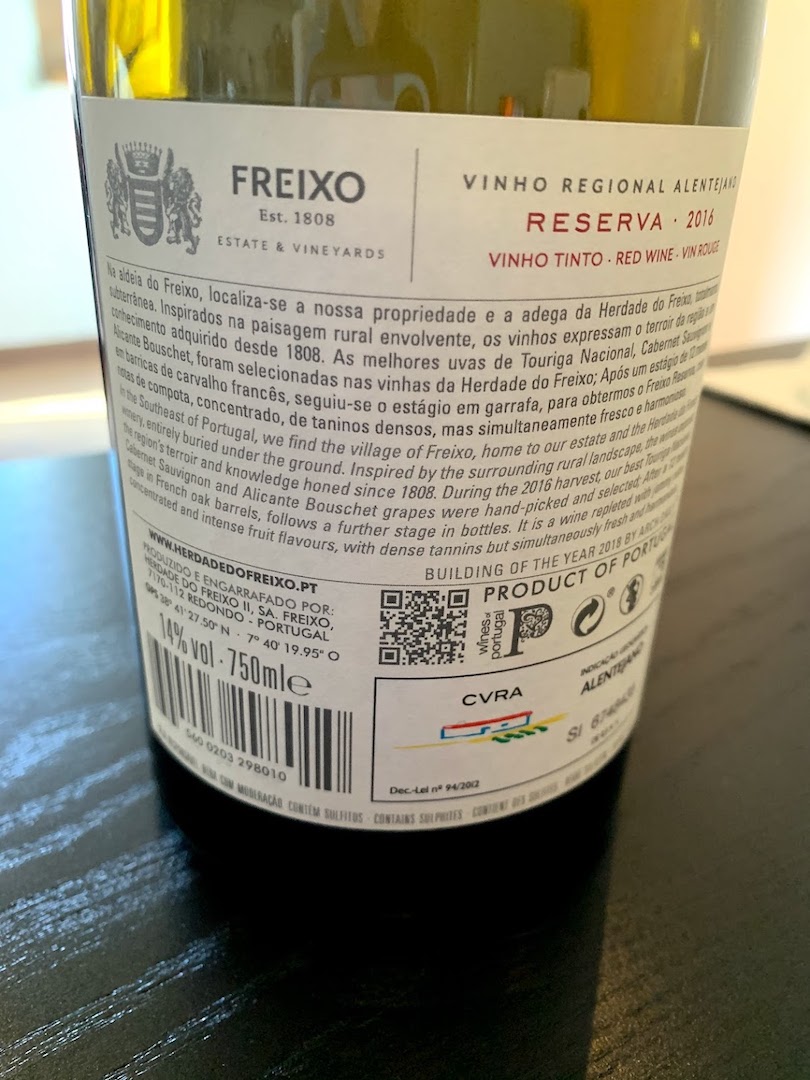 FREIXO
Est. 1808
ESTATE & VINEYARDS
VINHO REGIONAL ALENTEJANO
RESERVA · 2016
VINHO TINTO · RED WINE · VIN ROUGE
Na aldeia do Freixo, localiza-se a nossa propriedade e a adega da Herdade do Freixo,
subterrânea. Inspirados na paisagem rural envolvente, os vinhos expressam o terroir da região e
conhecimento adquirido desde 1808. As melhores uvas de Touriga Nacional, Cabernet Sauvignon
Alicante Bouschet, foram selecionadas nas vinhas da Herdade do Freixo; Após um estágio de 12
em barricas de carvalho francês, seguiu-se o estágio em garrafa, para obtermos o Freixo Reserva,
notas de compota, concentrado, de taninos densos, mas simultaneamente fresco e harmonioso.
In the Southeast of Portugal, we find the village of Freixo, home to our estate and the Herdade do
winery, entirely buried under the ground. Inspired by the surrounding rural landscape, the wines
the region's terroir and knowledge honed since 1808. During the 2016 harvest, our best Touriga
Cabernet Sauvignon and Alicante Bouschet grapes were hand-picked and selected; After a 12
stage in French oak barrels, follows a further stage in bottles. It is a wine repleted with
concentrated and intense fruit flavours, with dense tannins but simultaneously fresh and
BUILDING OF THE YEAR 2018 BY
WWW.HERDADEDOFREIXO.PT
PRODUZIDO E ENGARRAFADO POR:
HERDADE DO FREIXO II, SA. FREIXO,
7170-112 REDONDO - PORTUGAL
GPS 38° 41' 27.50" N · 7° 40' 19.95" O
14% vol · 750ml e
560 0203 298010
PRODUCT OF PORTUGAL
wines of
portugal
P
CVRA
ALENTEJANO
SI
Dec.-Lei nº 94/2012
COM MODERAÇÃO CONTÉM SULFITOS · CONTAINS SULPHITES · CONTIENT DES SULFITES